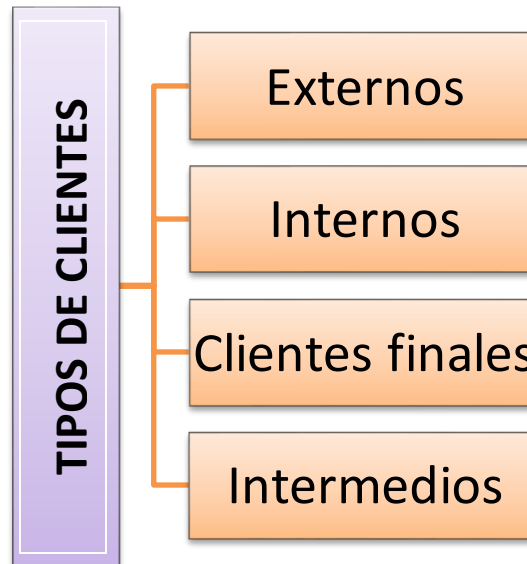 TIPOS DE CLIENTES
Externos
Internos
Clientes finales
Intermedios